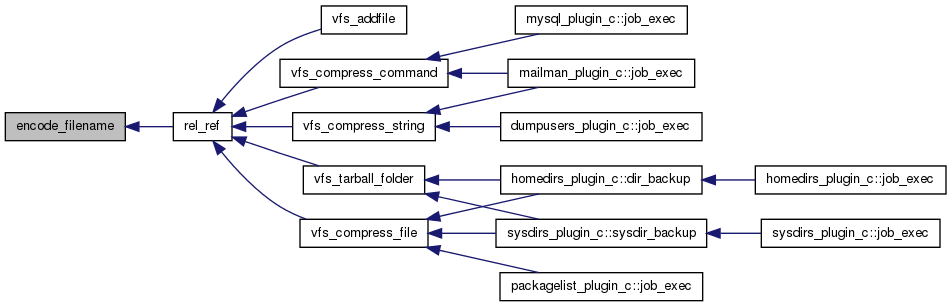 encode_filename
rel_ref
vfs_addfile
vfs_compress_command
vfs_compress_string
vfs_tarball_folder
vfs_compress_file
mysql_plugin_c::job_exec
mailman_plugin_c::job_exec
dumpusers_plugin_c::job_exec
homedirs_plugin_c::dir_backup
sysdirs_plugin_c::sysdir_backup
packagelist_plugin_c::job_exec
homedirs_plugin_c::job_exec
sysdirs_plugin_c::job_exec